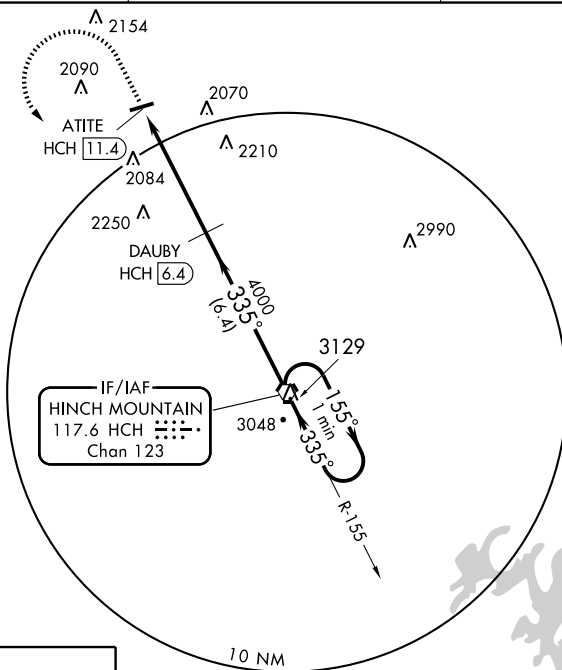 2154
2090
2070
ATITE
HCH 11.4
2210
2084
2250
2990
DAUBY
HCH 6.4
4000
335°
(6.4)
3129
IF/IAF
HINCH MOUNTAIN
117.6 HCH
Chan 123
3048
155°
1 min
335°
R-155
10 NM